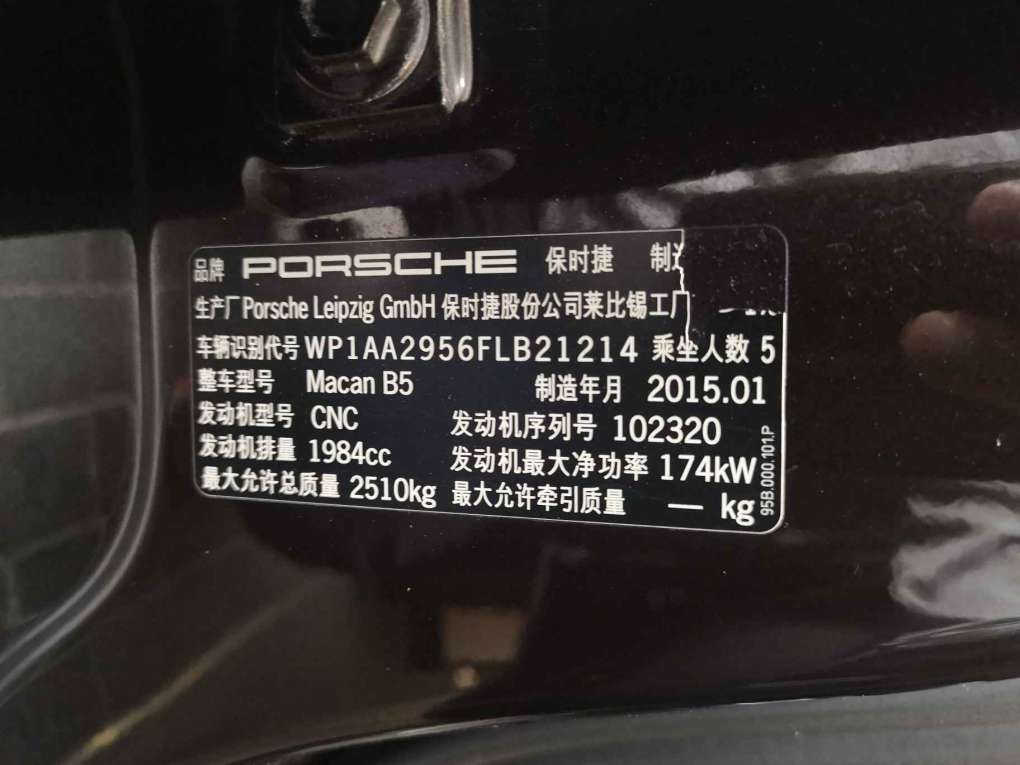 品牌 PORSCHE 保时捷 制
生产厂 Porsche Leipzig GmbH 保时捷股份公司莱比锡工厂
车辆识别代号 WP1AA2956FLB21214 乘坐人数 5
整车型号 Macan B5 制造年月 2015.01
发动机型号 CNC 发动机序列号 102320
发动机排量 1984cc 发动机最大净功率 174kW
最大允许总质量 2510kg 最大允许牵引质量 — kg
95B.000.101.P